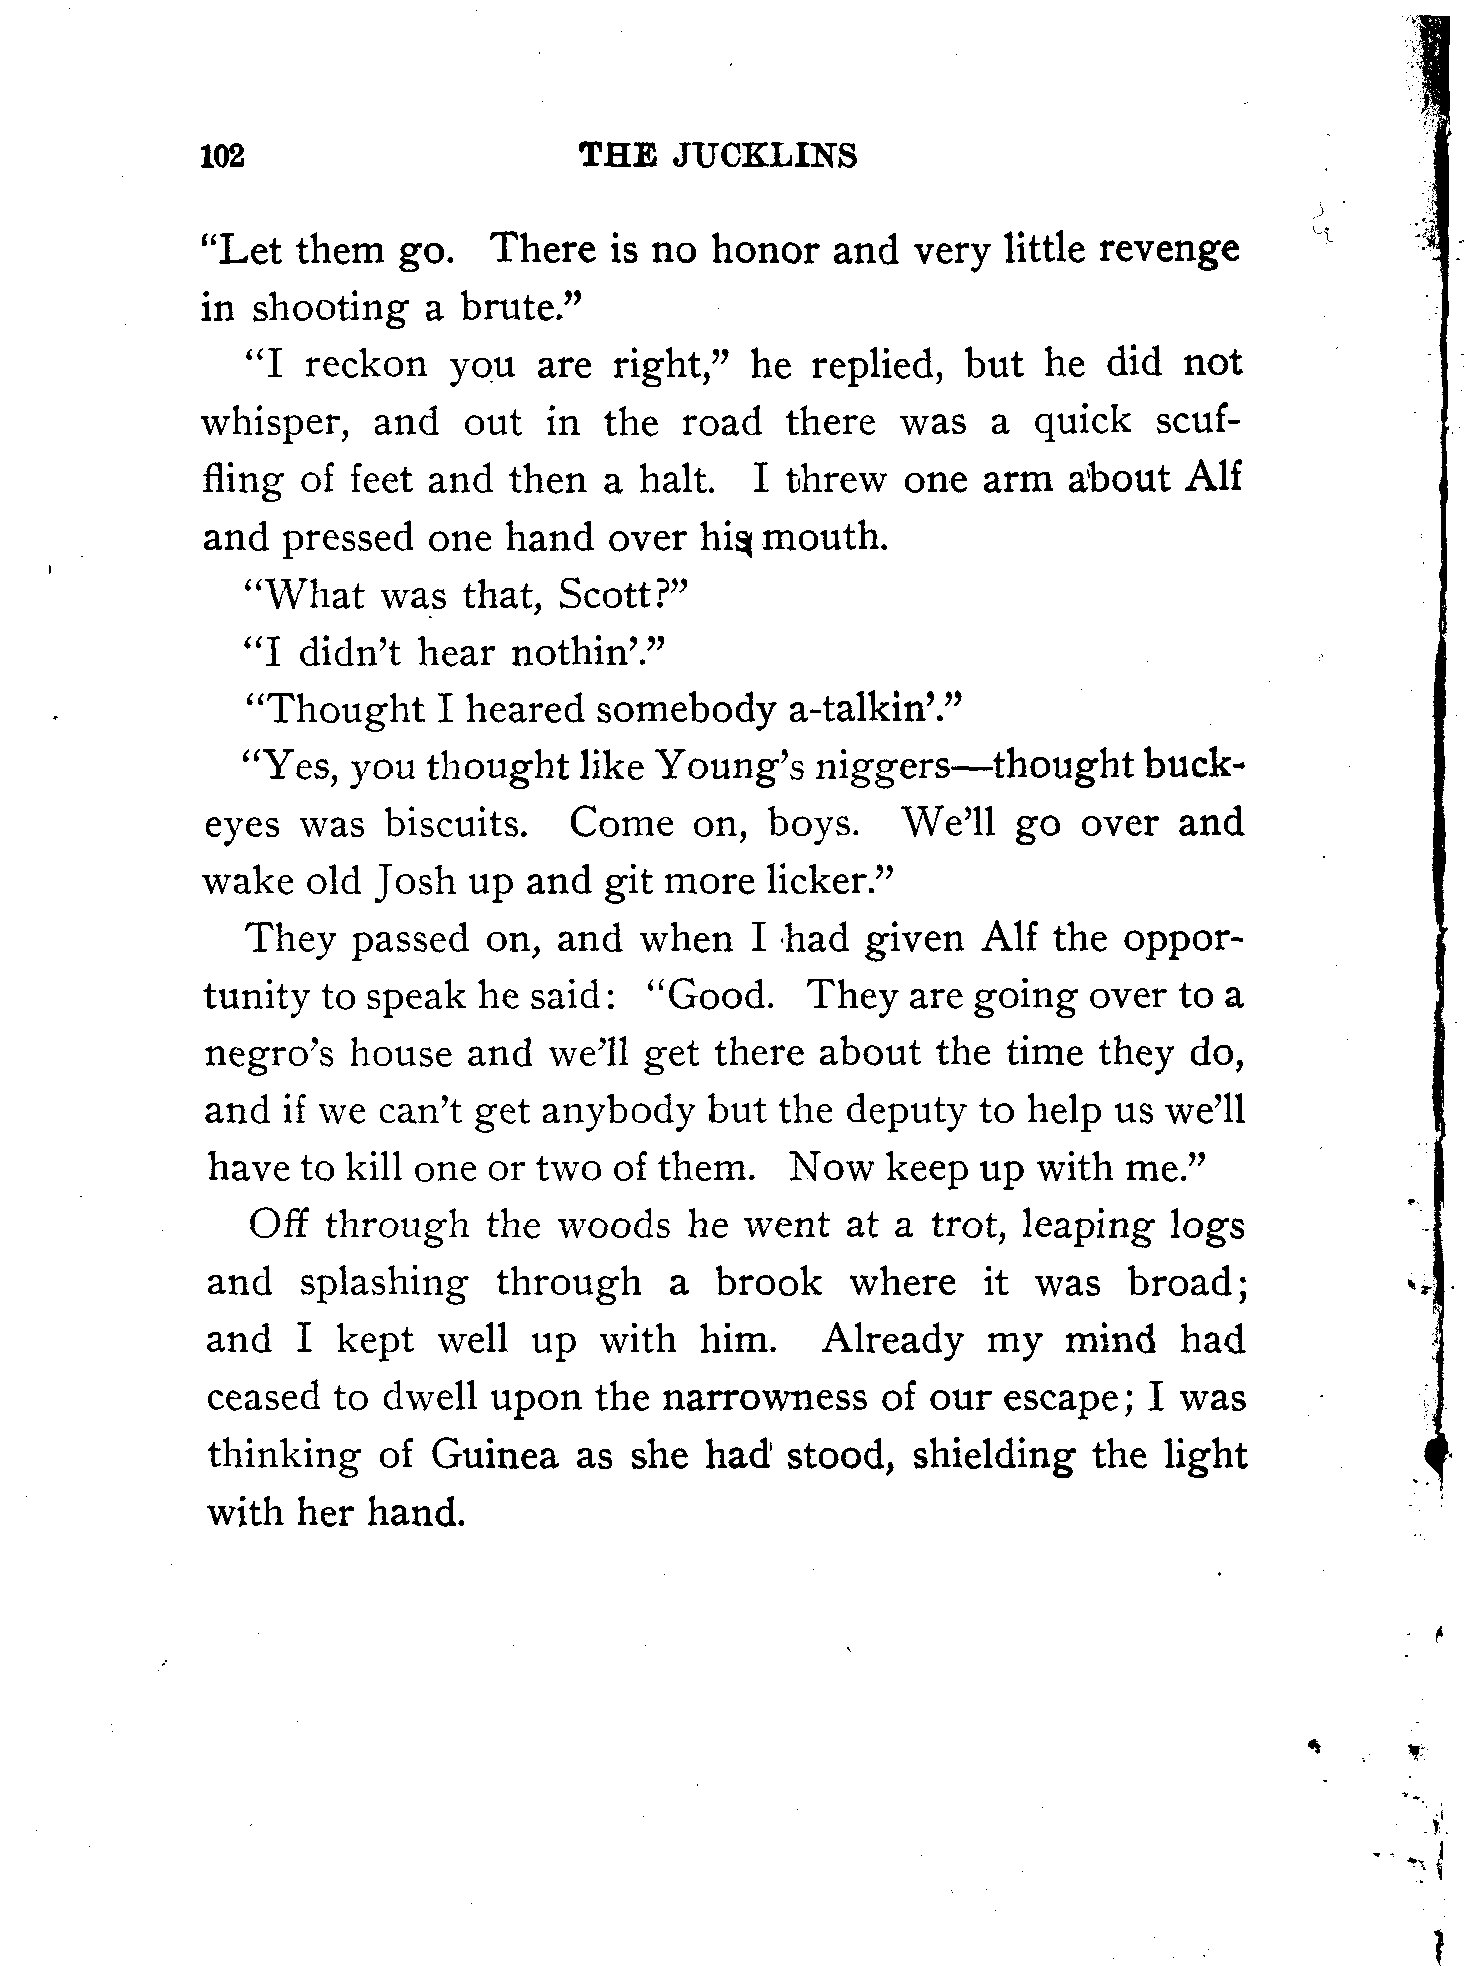 102 THE JUCKLINS
“Let them go. There is no honor and very little revenge
in shooting a brute.”
“I reckon you are right,” he replied, but he did not
whisper, and out in the road there was a quick scuf-
fling of feet and then a halt. I threw one arm about Alf
and pressed one hand over his mouth.
“What was that, Scott?”
“I didn’t hear nothin’.”
“Thought I heared somebody a-talkin’.”
“Yes, you thought like Young’s niggers—thought buck-
eyes was biscuits. Come on, boys. We’ll go over and
wake old Josh up and git more licker.”
They passed on, and when I had given Alf the oppor-
tunity to speak he said: “Good. They are going over to a
negro’s house and we’ll get there about the time they do,
and if we can’t get anybody but the deputy to help us we’ll
have to kill one or two of them. Now keep up with me.”
Off through the woods he went at a trot, leaping logs
and splashing through a brook where it was broad;
and I kept well up with him. Already my mind had
ceased to dwell upon the narrowness of our escape; I was
thinking of Guinea as she had stood, shielding the light
with her hand.